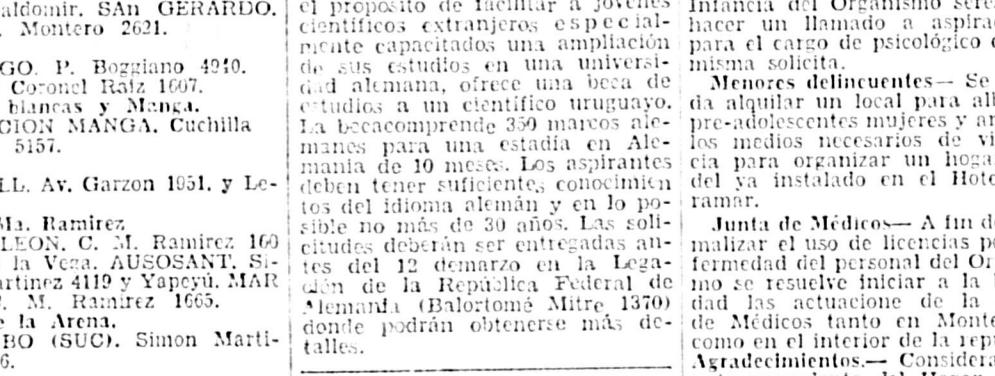 aldomir. SAn GERARDO.
. Montero 2621.
GO. P. Boggiano 4940.
Coronel Raiz 1607.
blancas y Manga.
CION MANGA. Cuchilla
5157.
LL. Av. Garzon 1951. y Le-
Ma. Ramirez
LEON. C. M. Ramirez 160
la Veza. AUSOSANT. Si-
artinez 4119 y Yapeyú. MAR
. M. Ramirez 1665.
e la Arena.
BO (SUC). Simon Marti-
6.
el propósito de facilitar a jóvenes
científicos extranjeros especial-
mente capacitados una ampliación
de sus estudios en una universi-
dad alemana, ofrece una beca de
estudios a un científico uruguayo.
La becacomprende 350 marcos ale-
manes para una estadía en Ale-
mania de 10 meses. Los aspirantes
deben tener suficientes conocimien
tos del idioma alemán y en lo po-
sible no más de 30 años. Las soli-
citudes deberán ser entregadas an-
tes del 12 demarzo en la Lega-
ción de la República Federal de
Alemania (Balortomé Mitre 1370)
donde podrán obtenerse más de-
talles.
Infancia del Organismo
hacer un llamado a aspira
para el cargo de psicológico
misma solicita.
Menores delincuentes— Se
da alquilar un local para alb
pre-adolescentes mujeres y ar
los medios necesarios de vi
cia para organizar un hoga
del ya instalado en el Hote
ramar.
Junta de Médicos— A fin d
malizar el uso de licencias p
fermedad del personal del Or
mo se resuelve iniciar a la
dad las actuacione de la
de Médicos tanto en Monte
como en el interior de la rep
Agradecimientos.— Considera